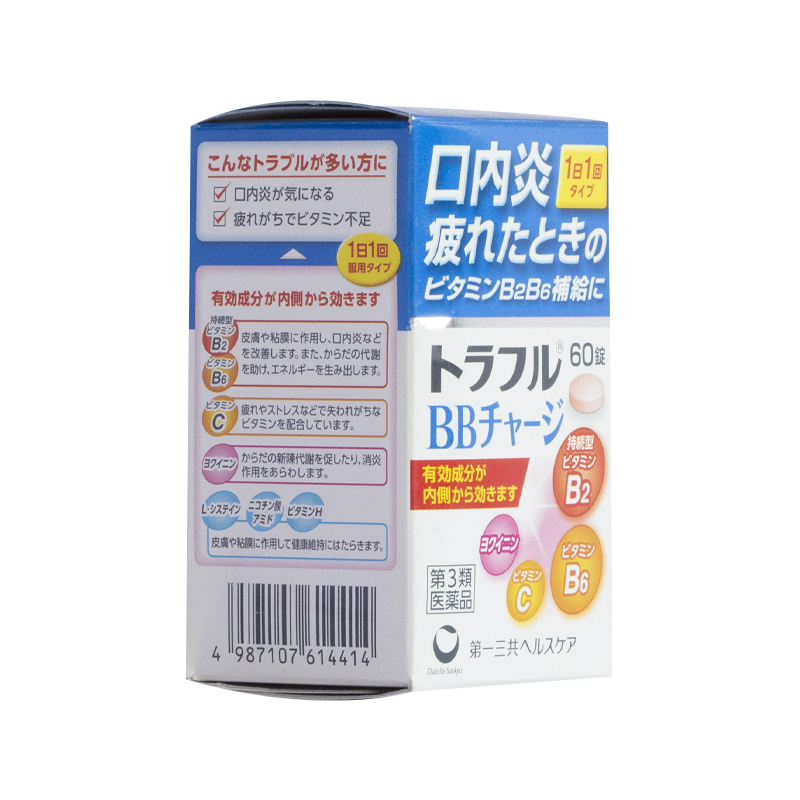 こんなトラブルが多い方に
口内炎が気になる
疲れがちでビタミン不足
1日1回
服用タイプ
有効成分が内側から効きます
持続型
ビタミン
B2
ビタミン
B6
皮膚や粘膜に作用し、口内炎など
を改善します。また、からだの代謝
を助け、エネルギーを生み出します。
ビタミン
C
疲れやストレスなどで失われがちな
ビタミンを配合しています。
ヨクイニン
からだの新陳代謝を促したり、消炎
作用をあらわします。
L-システイン
ニコチン酸
アミド
ビタミンH
皮膚や粘膜に作用して健康維持にはたらきます。
4 987107 614414
口内炎
1日1回
タイプ
疲れたときの
ビタミンB2B6補給に
トラフル®
60錠
BBチャージ
有効成分が
内側から効きます
持続型
ビタミン
B2
ヨクイニン
ビタミン
C
ビタミン
B6
第3類
医薬品
Daiichi-Sankyo
第一三共ヘルスケア